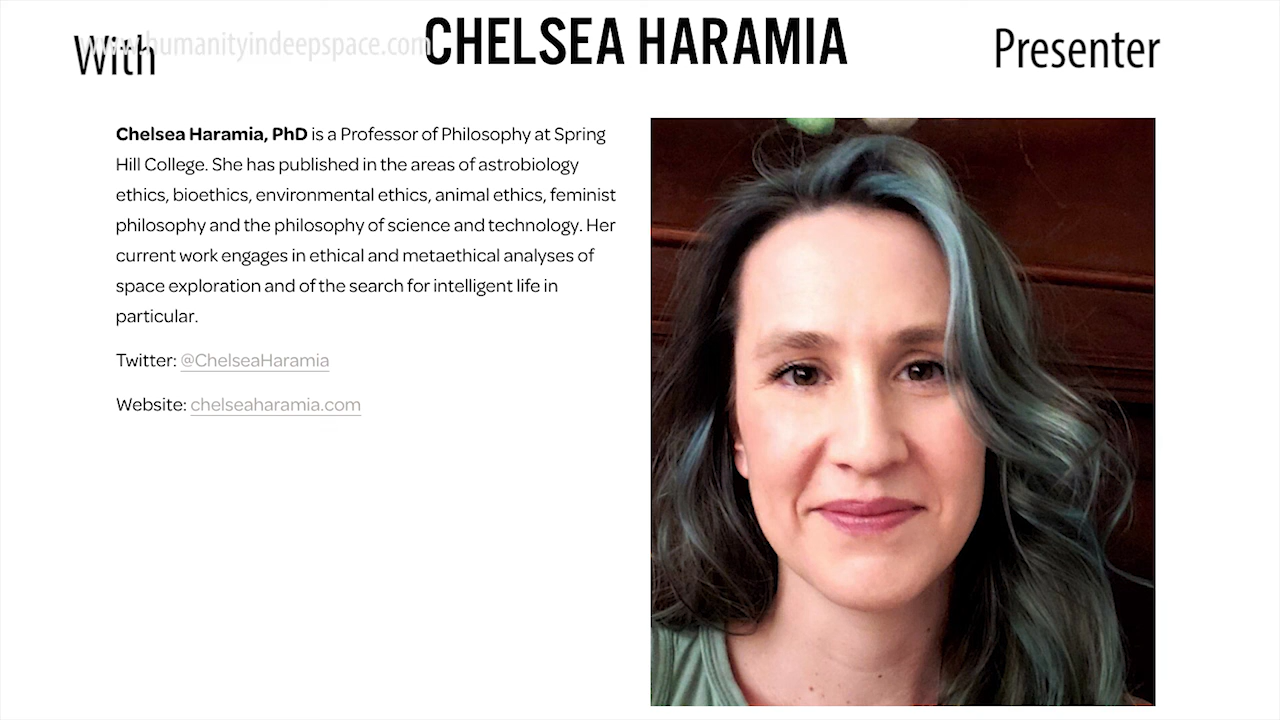 www.humanityindeepspace.com
With CHELSEA HARAMIA Presenter
Chelsea Haramia, PhD is a Professor of Philosophy at Spring
Hill College. She has published in the areas of astrobiology
ethics, bioethics, environmental ethics, animal ethics, feminist
philosophy and the philosophy of science and technology. Her
current work engages in ethical and metaethical analyses of
space exploration and of the search for intelligent life in
particular.
Twitter: @ChelseaHaramia
Website: chelseaharamia.com